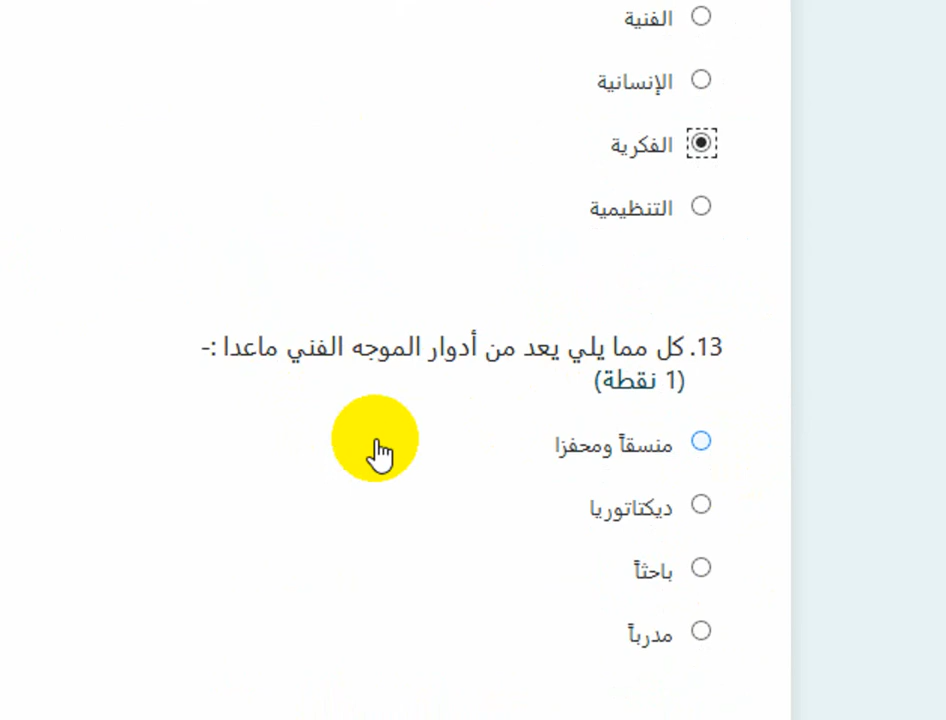 الفنية
الإنسانية
الفكرية
التنظيمية
13. كل مما يلي يعد من أدوار الموجه الفني ماعدا :-
(1 نقطة)
منسقاً ومحفزا
ديكتاتوريا
باحثاً
مدرباً